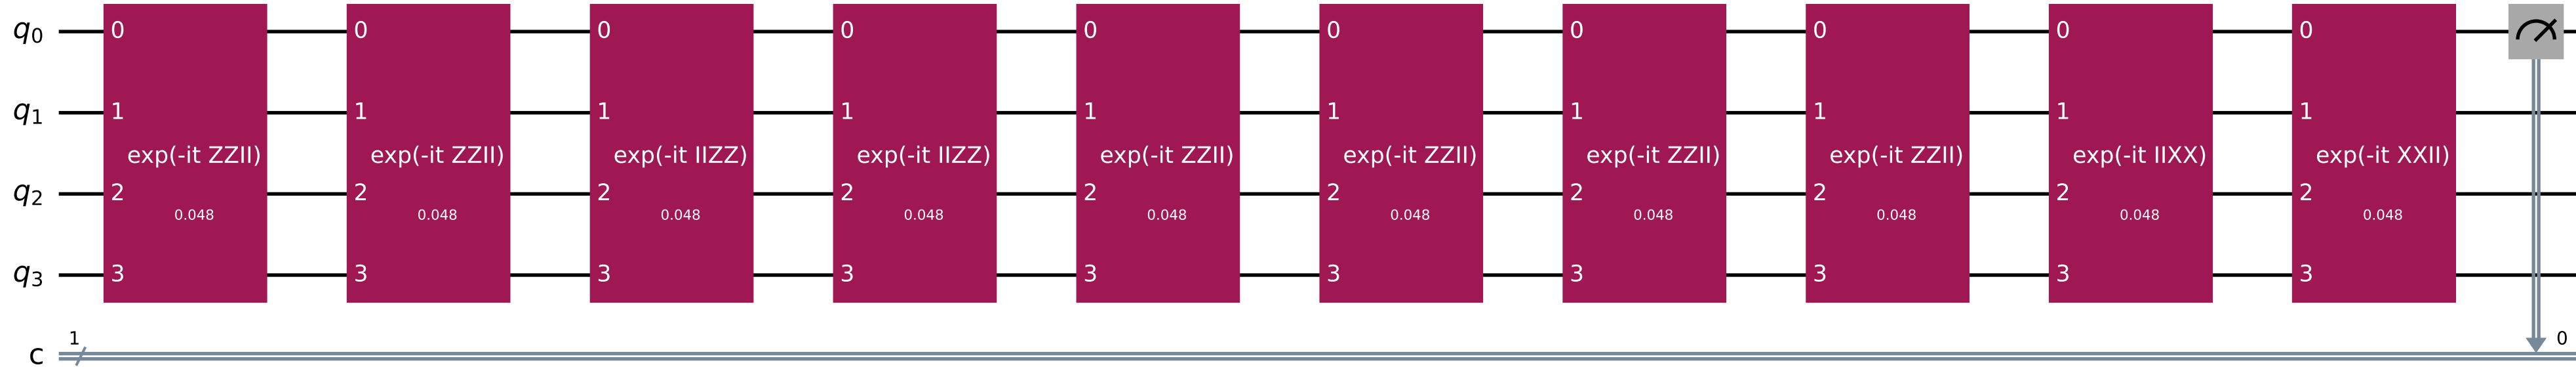 q0 0 0 0 0 0 0 0 0 0 0
q1 1 1 1 1 1 1 1 1 1 1
exp(-it ZZII) exp(-it ZZII) exp(-it IIZZ) exp(-it IIZZ) exp(-it ZZII) exp(-it ZZII) exp(-it ZZII) exp(-it ZZII) exp(-it IIXX) exp(-it XXII)
q2 2 2 2 2 2 2 2 2 2 2
0.048 0.048 0.048 0.048 0.048 0.048 0.048 0.048 0.048 0.048
q3 3 3 3 3 3 3 3 3 3 3
1 0
c